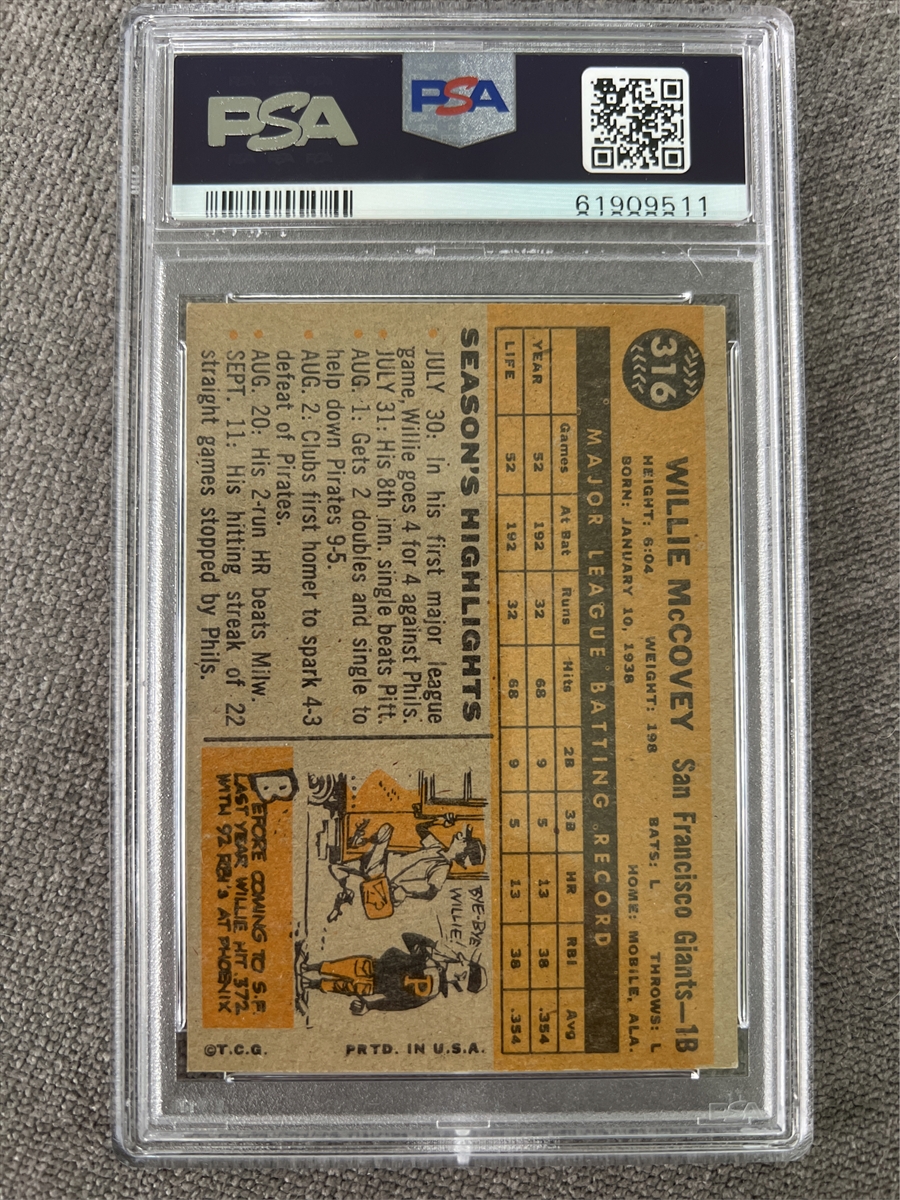 PSA
PSA
61909511
316
WILLIE McCOVEY San Francisco Giants—1B
HEIGHT: 6:04 WEIGHT: 198 BATS: L THROWS: L
BORN: JANUARY 10, 1938 HOME: MOBILE, ALA.
MAJOR LEAGUE BATTING RECORD
Games At Bat Runs Hits 2B 3B HR RBI Avg
YEAR 52 192 32 68 9 5 13 38 .354
LIFE 52 192 32 68 9 5 13 38 .354
SEASON'S HIGHLIGHTS
• JULY 30: In his first major league
game, Willie goes 4 for 4 against Phils.
• JULY 31: His 8th inn. single beats Pitt.
• AUG. 1: Gets 2 doubles and single to
help down Pirates 9-5.
• AUG. 2: Clubs first homer to spark 4-3
defeat of Pirates.
• AUG. 20: His 2-run HR beats Milw.
• SEPT. 11: His hitting streak of 22
straight games stopped by Phils.
BYE-BYE
WILLIE!
P
BEFORE COMING TO S.F.
LAST YEAR WILLIE HIT .372
WITH 92 RBI's AT PHOENIX
©T.C.G. PRTD. IN U.S.A.
PSA